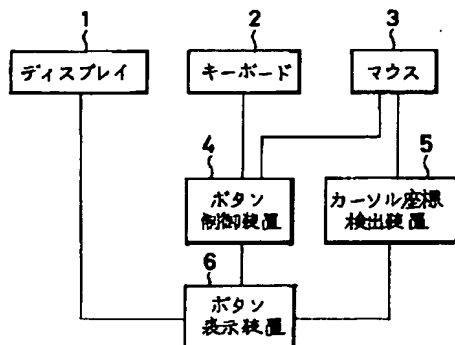 1
ディスプレイ
2
キーボード
3
マウス
4
ボタン
制御装置
5
カーソル座標
検出装置
6
ボタン
表示装置